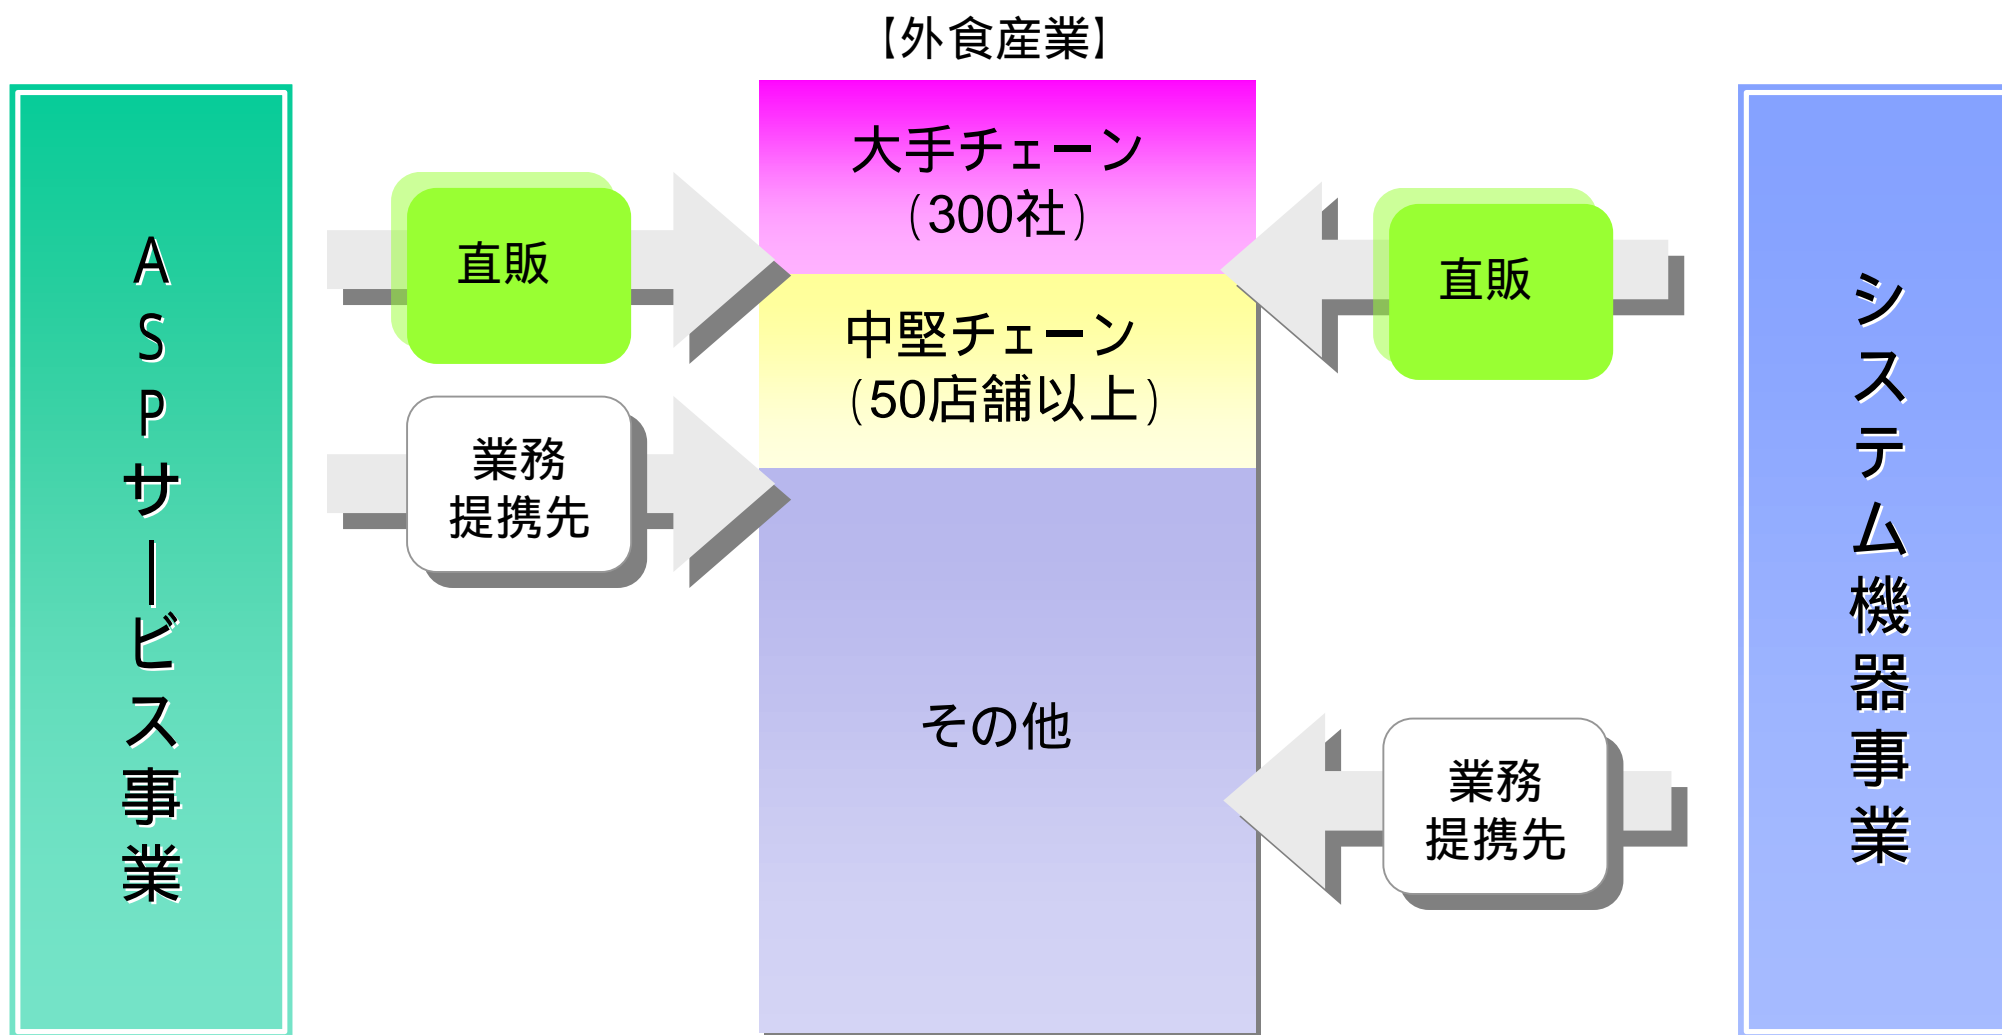 【外食産業】
ASPサービス事業
直販
業務
提携先
大手チェーン
(300社)
中堅チェーン
(50店舗以上)
その他
直販
業務
提携先
システム機器事業